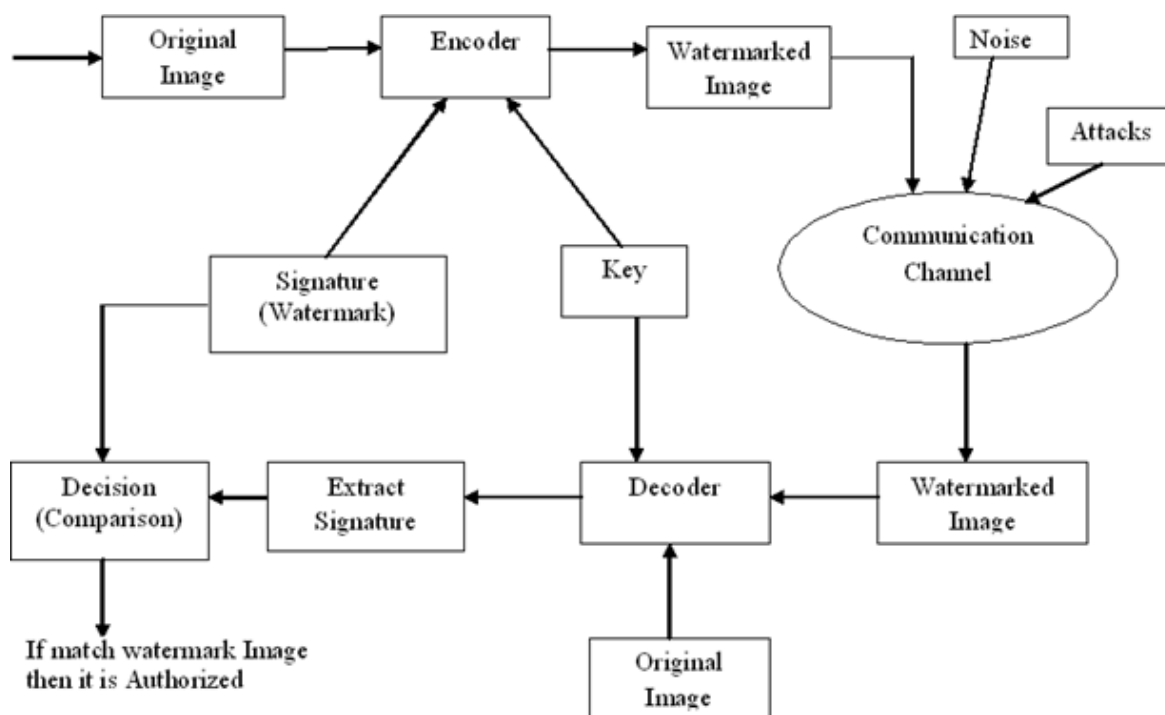 Original
Image
Encoder
Watermarked
Image
Noise
Attacks
Communication
Channel
Signature
(Watermark)
Key
Decision
(Comparison)
Extract
Signature
Decoder
Watermarked
Image
If match watermark Image
then it is Authorized
Original
Image